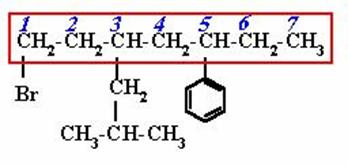 1 2 3 4 5 6 7
CH₂-CH₂-CH-CH₂-CH-CH₂-CH₃
Br CH₂
CH₃-CH-CH₃